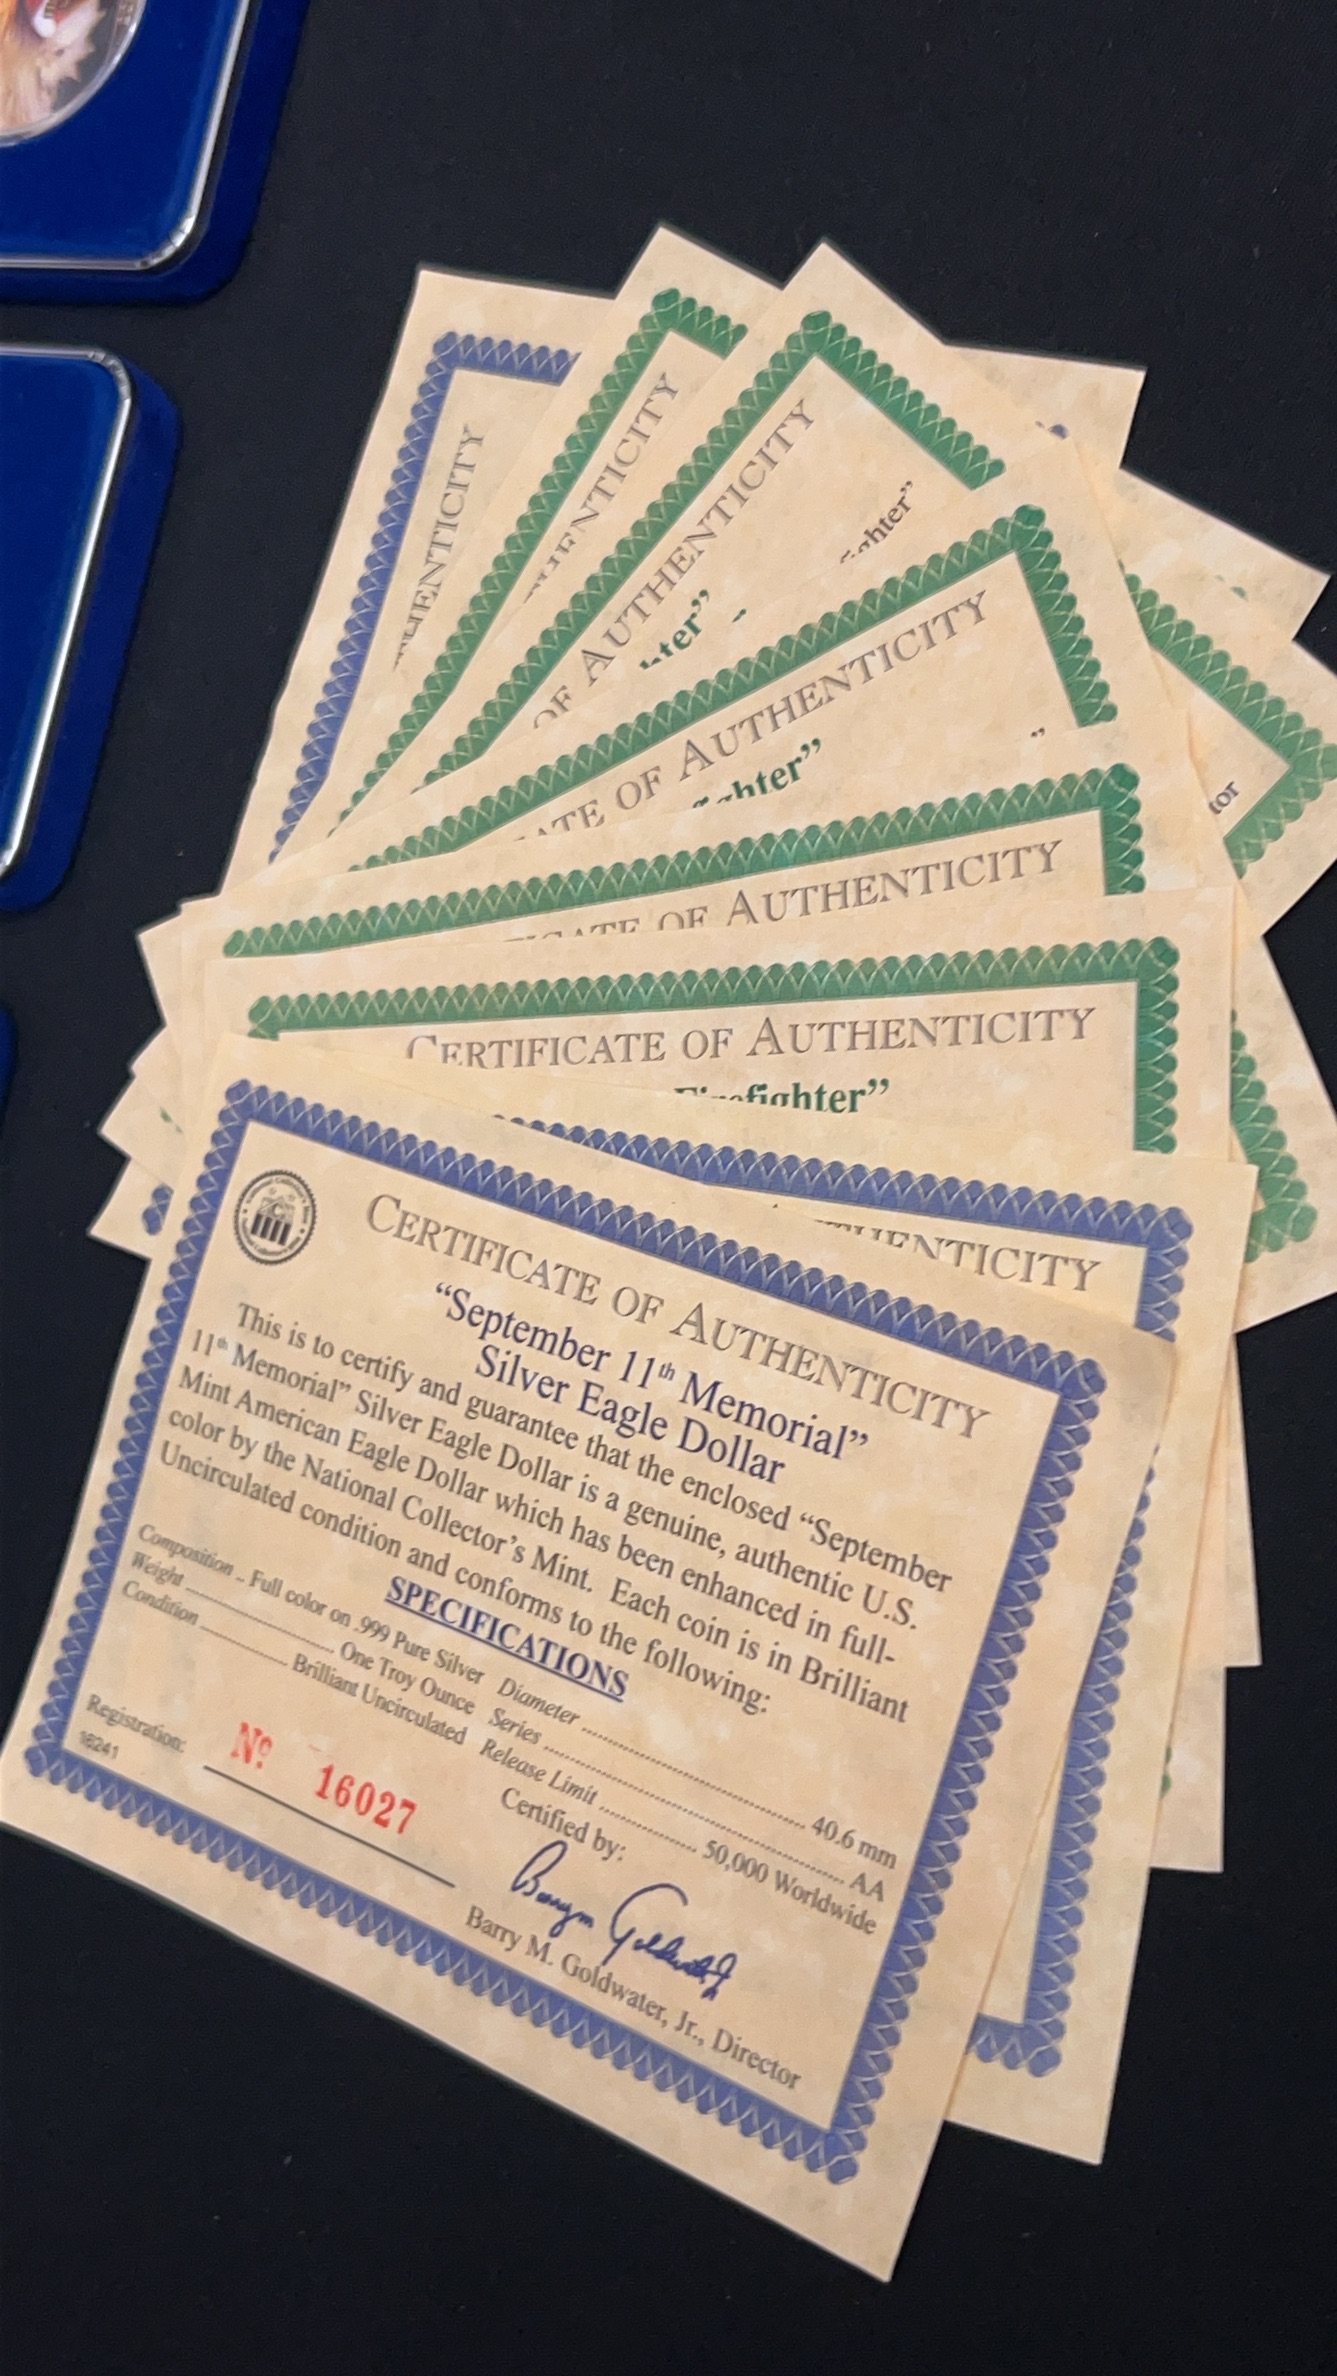 AUTHENTICITY
OF AUTHENTICITY
OF AUTHENTICITY
OF AUTHENTICITY
CERTIFICATE OF AUTHENTICITY
Firefighter”
CERTIFICATE OF AUTHENTICITY
“September 11th Memorial”
Silver Eagle Dollar
This is to certify and guarantee that the enclosed “September
11th Memorial” Silver Eagle Dollar is a genuine, authentic U.S.
Mint American Eagle Dollar which has been enhanced in full-
color by the National Collector’s Mint. Each coin is in Brilliant
Uncirculated condition and conforms to the following:
SPECIFICATIONS
Composition .. Full color on .999 Pure Silver Diameter ........ 40.6 mm
Weight ........ One Troy Ounce Series ........ AA
Condition ........ Brilliant Uncirculated Release Limit ........ 50,000 Worldwide
Registration: Nº 16027 Certified by:
16241
Barry M. Goldwater, Jr., Director